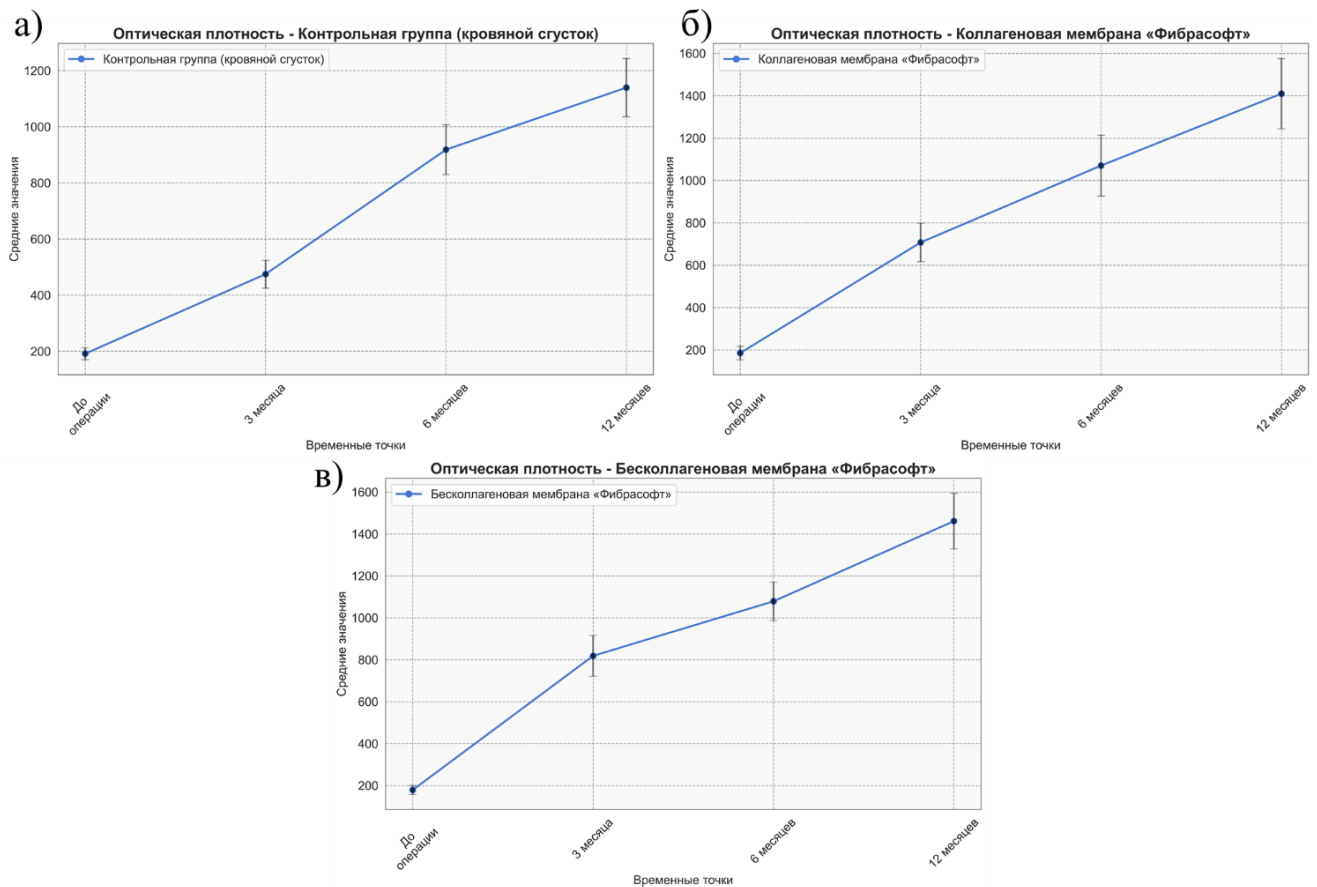 а)
Оптическая плотность - Контрольная группа (кровяной сгусток)
Контрольная группа (кровяной сгусток)
1200
1000
800
600
400
200
Средние значения
До
операции
3 месяца
6 месяцев
12 месяцев
Временные точки
б)
Оптическая плотность - Коллагеновая мембрана «Фибрасофт»
Коллагеновая мембрана «Фибрасофт»
1600
1400
1200
1000
800
600
400
200
Средние значения
До
операции
3 месяца
6 месяцев
12 месяцев
Временные точки
в)
Оптическая плотность - Бесколлагеновая мембрана «Фибрасофт»
Бесколлагеновая мембрана «Фибрасофт»
1600
1400
1200
1000
800
600
400
200
Средние значения
До
операции
3 месяца
6 месяцев
12 месяцев
Временные точки